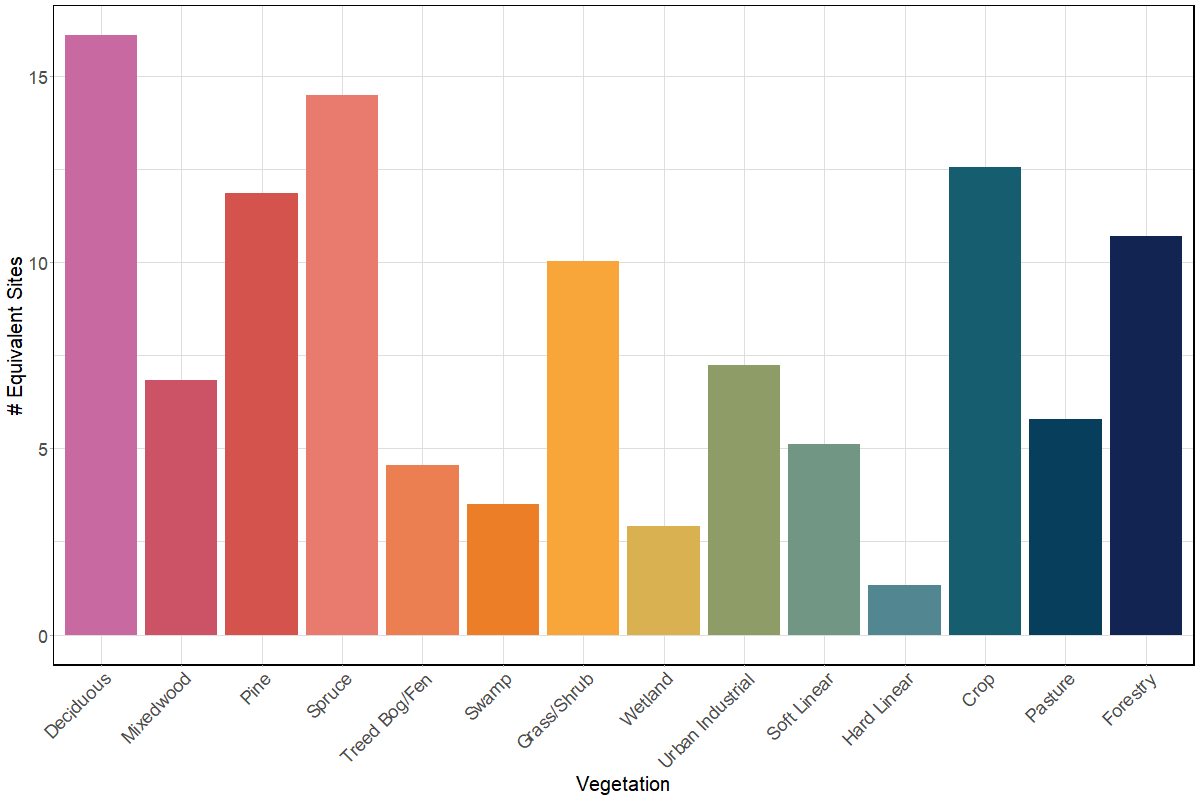 # Equivalent Sites
15
10
5
0
Deciduous
Mixedwood
Pine
Spruce
Treed Bog/Fen
Swamp
Grass/Shrub
Wetland
Urban Industrial
Soft Linear
Hard Linear
Crop
Pasture
Forestry
Vegetation